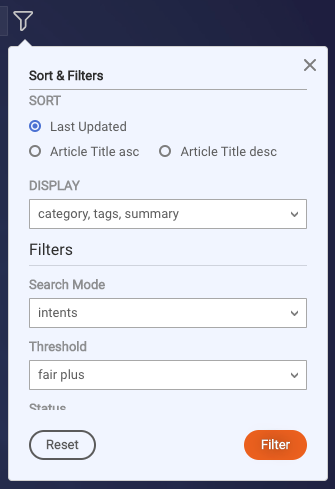 Sort & Filters
SORT
Last Updated
Article Title asc Article Title desc
DISPLAY
category, tags, summary
Filters
Search Mode
intents
Threshold
fair plus
Status
Reset Filter